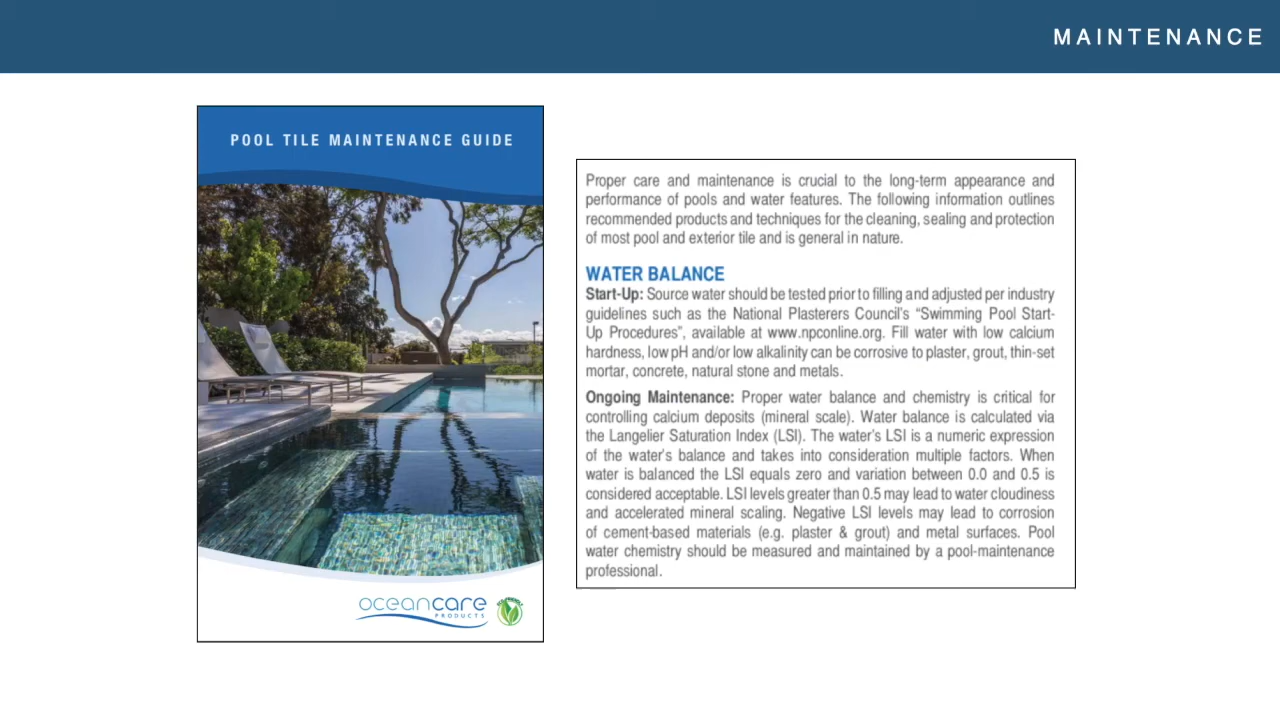 MAINTENANCE
POOL TILE MAINTENANCE GUIDE
oceancare
PRODUCTS
Proper care and maintenance is crucial to the long-term appearance and
performance of pools and water features. The following information outlines
recommended products and techniques for the cleaning, sealing and protection
of most pool and exterior tile and is general in nature.
WATER BALANCE
Start-Up: Source water should be tested prior to filling and adjusted per industry
guidelines such as the National Plasterers Council's “Swimming Pool Start-
Up Procedures”, available at www.npconline.org. Fill water with low calcium
hardness, low pH and/or low alkalinity can be corrosive to plaster, grout, thin-set
mortar, concrete, natural stone and metals.
Ongoing Maintenance: Proper water balance and chemistry is critical for
controlling calcium deposits (mineral scale). Water balance is calculated via
the Langelier Saturation Index (LSI). The water's LSI is a numeric expression
of the water's balance and takes into consideration multiple factors. When
water is balanced the LSI equals zero and variation between 0.0 and 0.5 is
considered acceptable. LSI levels greater than 0.5 may lead to water cloudiness
and accelerated mineral scaling. Negative LSI levels may lead to corrosion
of cement-based materials (e.g. plaster & grout) and metal surfaces. Pool
water chemistry should be measured and maintained by a pool-maintenance
professional.